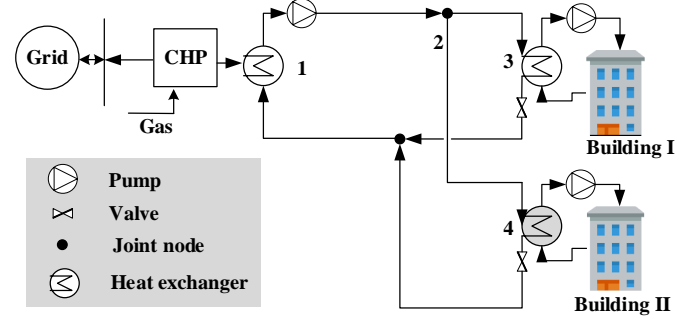 Grid
CHP
Gas
1
2
3
Building I
4
Building II
Pump
Valve
Joint node
Heat exchanger